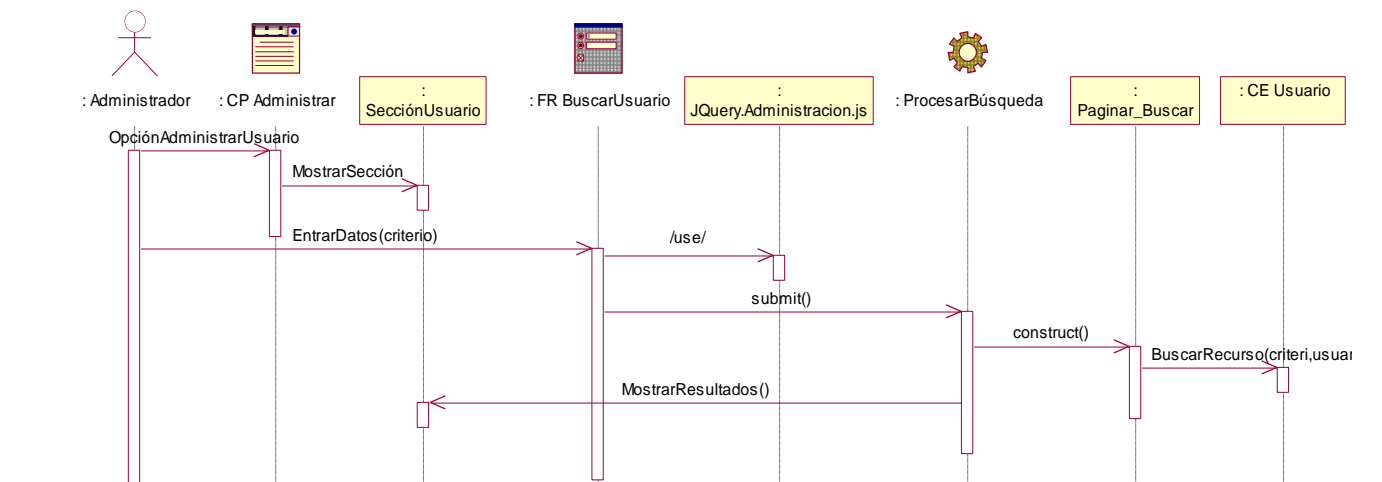 : Administrador
: CP Administrar
:
SecciónUsuario
: FR BuscarUsuario
:
JQuery.Administracion.js
: ProcesarBúsqueda
:
Paginar_Buscar
: CE Usuario
OpciónAdministrarUsuario
MostrarSección
EntrarDatos(criterio)
/use/
submit()
construct()
BuscarRecurso(criteri,usuar
MostrarResultados()